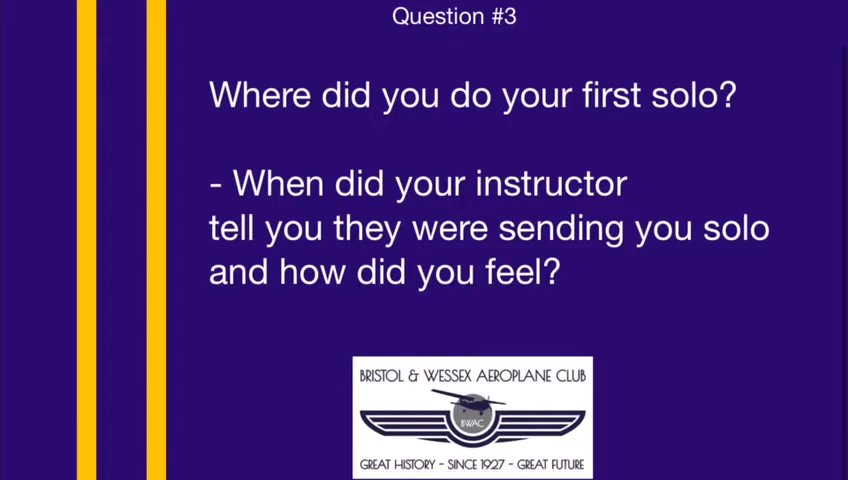 Question #3
Where did you do your first solo?
- When did your instructor
tell you they were sending you solo
and how did you feel?
BRISTOL & WESSEX AEROPLANE CLUB
BWAC
GREAT HISTORY - SINCE 1927 - GREAT FUTURE